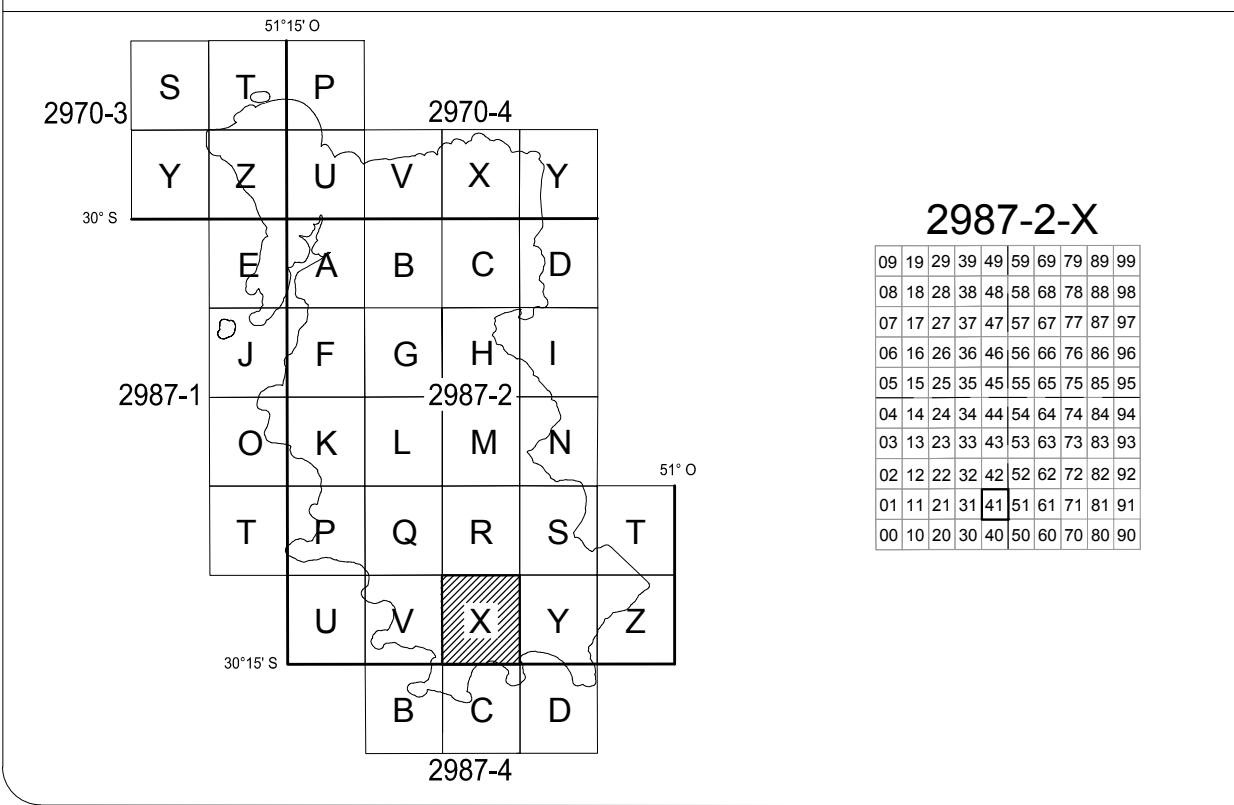 51°15' O
S T P
2970-3 2970-4
Y Z U V X Y
30° S
E A B C D
J F G H I
2987-1 2987-2
O K L M N
51° O
T P Q R S T
U V X Y Z
30°15' S
B C D
2987-4
2987-2-X
09 19 29 39 49 59 69 79 89 99
08 18 28 38 48 58 68 78 88 98
07 17 27 37 47 57 67 77 87 97
06 16 26 36 46 56 66 76 86 96
05 15 25 35 45 55 65 75 85 95
04 14 24 34 44 54 64 74 84 94
03 13 23 33 43 53 63 73 83 93
02 12 22 32 42 52 62 72 82 92
01 11 21 31 41 51 61 71 81 91
00 10 20 30 40 50 60 70 80 90